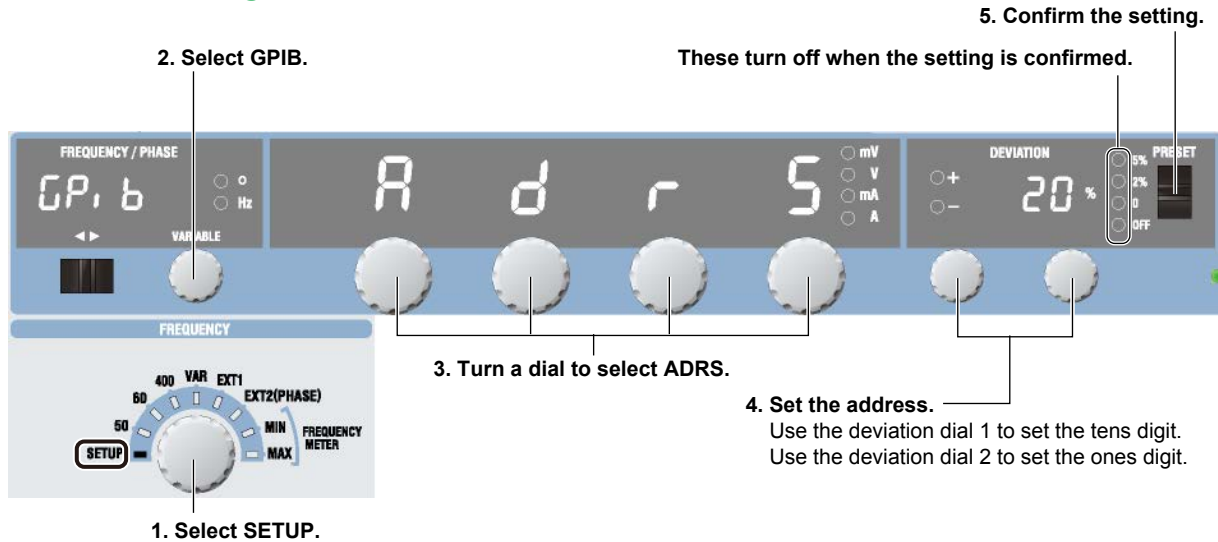 5. Confirm the setting.
2. Select GPIB.
These turn off when the setting is confirmed.
FREQUENCY / PHASE
GPib
°
Hz
◄ ►
VARIABLE
A d r S
mV
V
mA
A
DEVIATION
+
−
20 %
5%
2%
0
OFF
PRESET
FREQUENCY
3. Turn a dial to select ADRS.
SETUP
50
60
400
VAR
EXT1
EXT2(PHASE)
MIN
MAX
FREQUENCY
METER
4. Set the address.
Use the deviation dial 1 to set the tens digit.
Use the deviation dial 2 to set the ones digit.
1. Select SETUP.